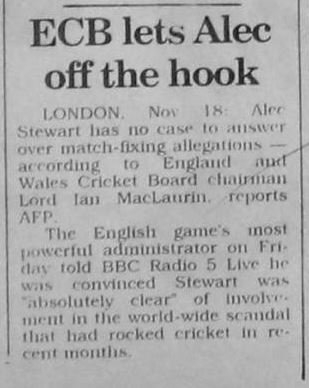 ECB lets Alec
off the hook
LONDON, Nov 18: Alec
Stewart has no case to answer
over match-fixing allegations —
according to England and
Wales Cricket Board chairman
Lord Ian MacLaurin, reports
AFP.
The English game's most
powerful administrator on Fri-
day told BBC Radio 5 Live he
was convinced Stewart was
"absolutely clear" of involve-
ment in the world-wide scandal
that had rocked cricket in re-
cent months.